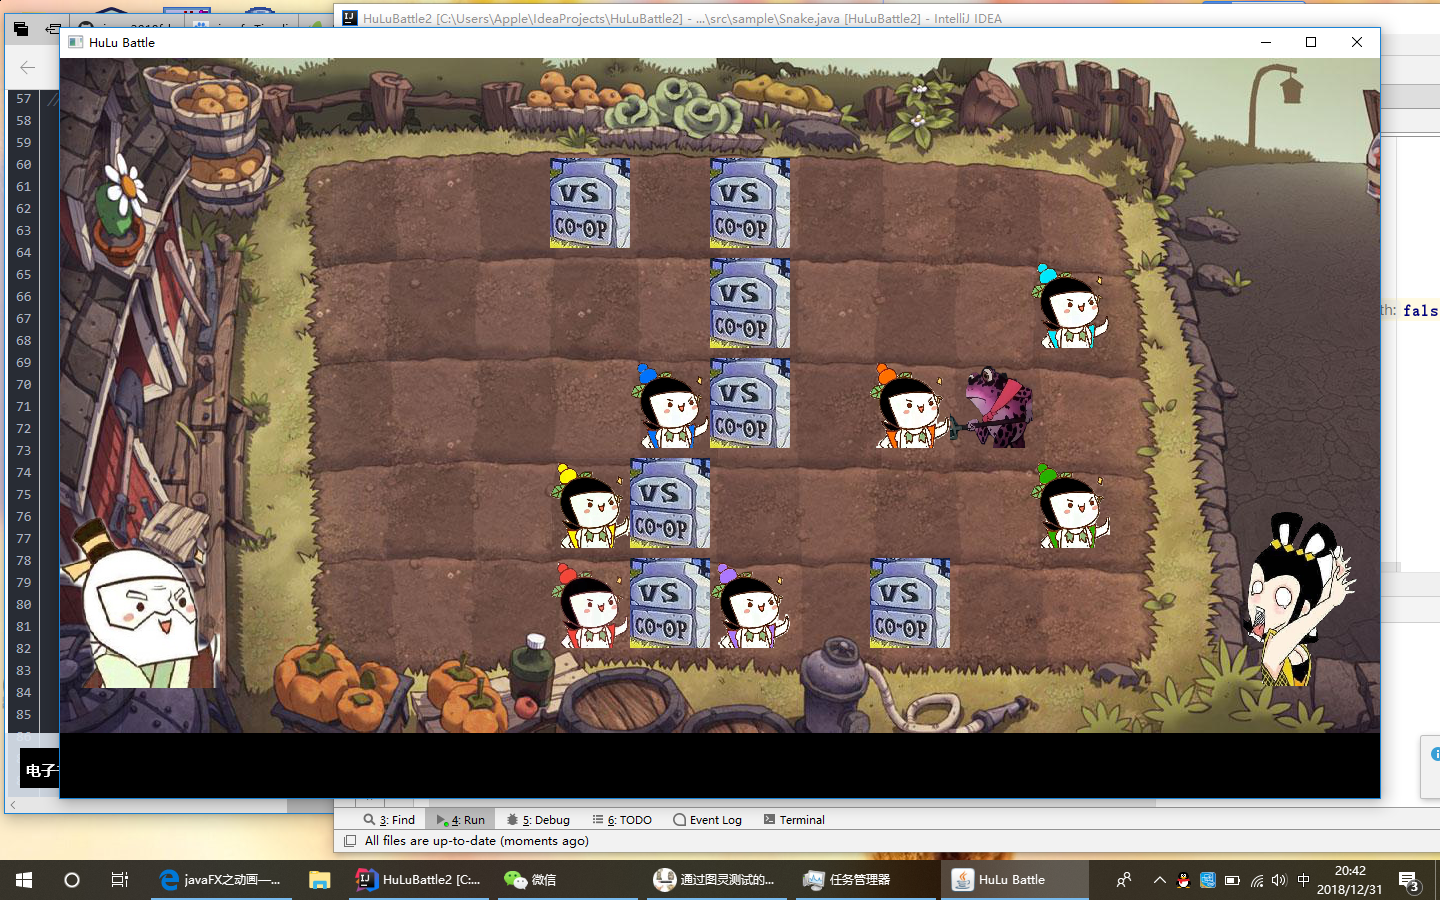 HuLuBattle2 [C:\Users\Apple\IdeaProjects\HuLuBattle2] - ...\src\sample\Snake.java [HuLuBattle2] - IntelliJ IDEA
HuLu Battle
57
//
58
59
60
61
62
63
64
65
66
67
68
69
70
71
72
73
74
75
76
77
78
79
80
81
82
83
84
85
86
VS
CO-OP
VS
CO-OP
VS
CO-OP
th: fals
VS
CO-OP
VS
CO-OP
VS
CO-OP
VS
CO-OP
电子
3: Find
4: Run
5: Debug
6: TODO
Event Log
Terminal
All files are up-to-date (moments ago)
javaFX之动画—...
HuLuBattle2 [C:...
微信
通过图灵测试的...
任务管理器
HuLu Battle
中
20:42
2018/12/31
3